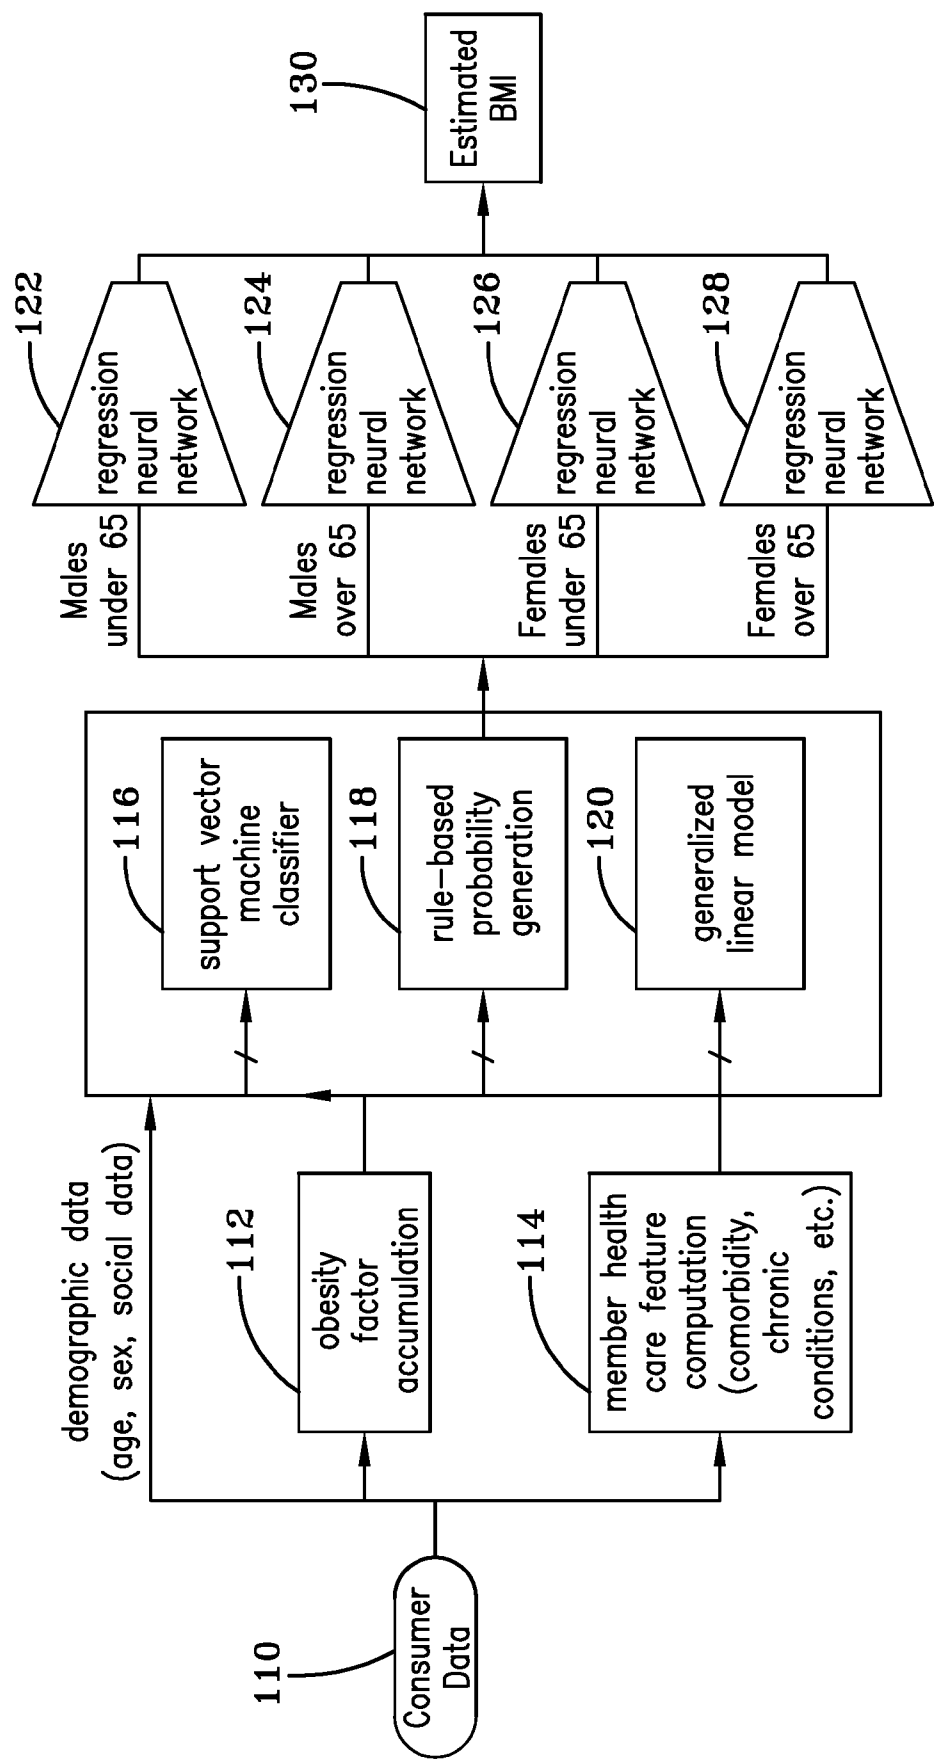 110
Consumer
Data
demographic data
(age, sex, social data)
112
obesity
factor
accumulation
114
member health
care feature
computation
(comorbidity,
chronic
conditions, etc.)
116
support vector
machine
classifier
118
rule-based
probability
generation
120
generalized
linear model
Males
under 65
122
regression
neural
network
Males
over 65
124
regression
neural
network
Females
under 65
126
regression
neural
network
Females
over 65
128
regression
neural
network
130
Estimated
BMI